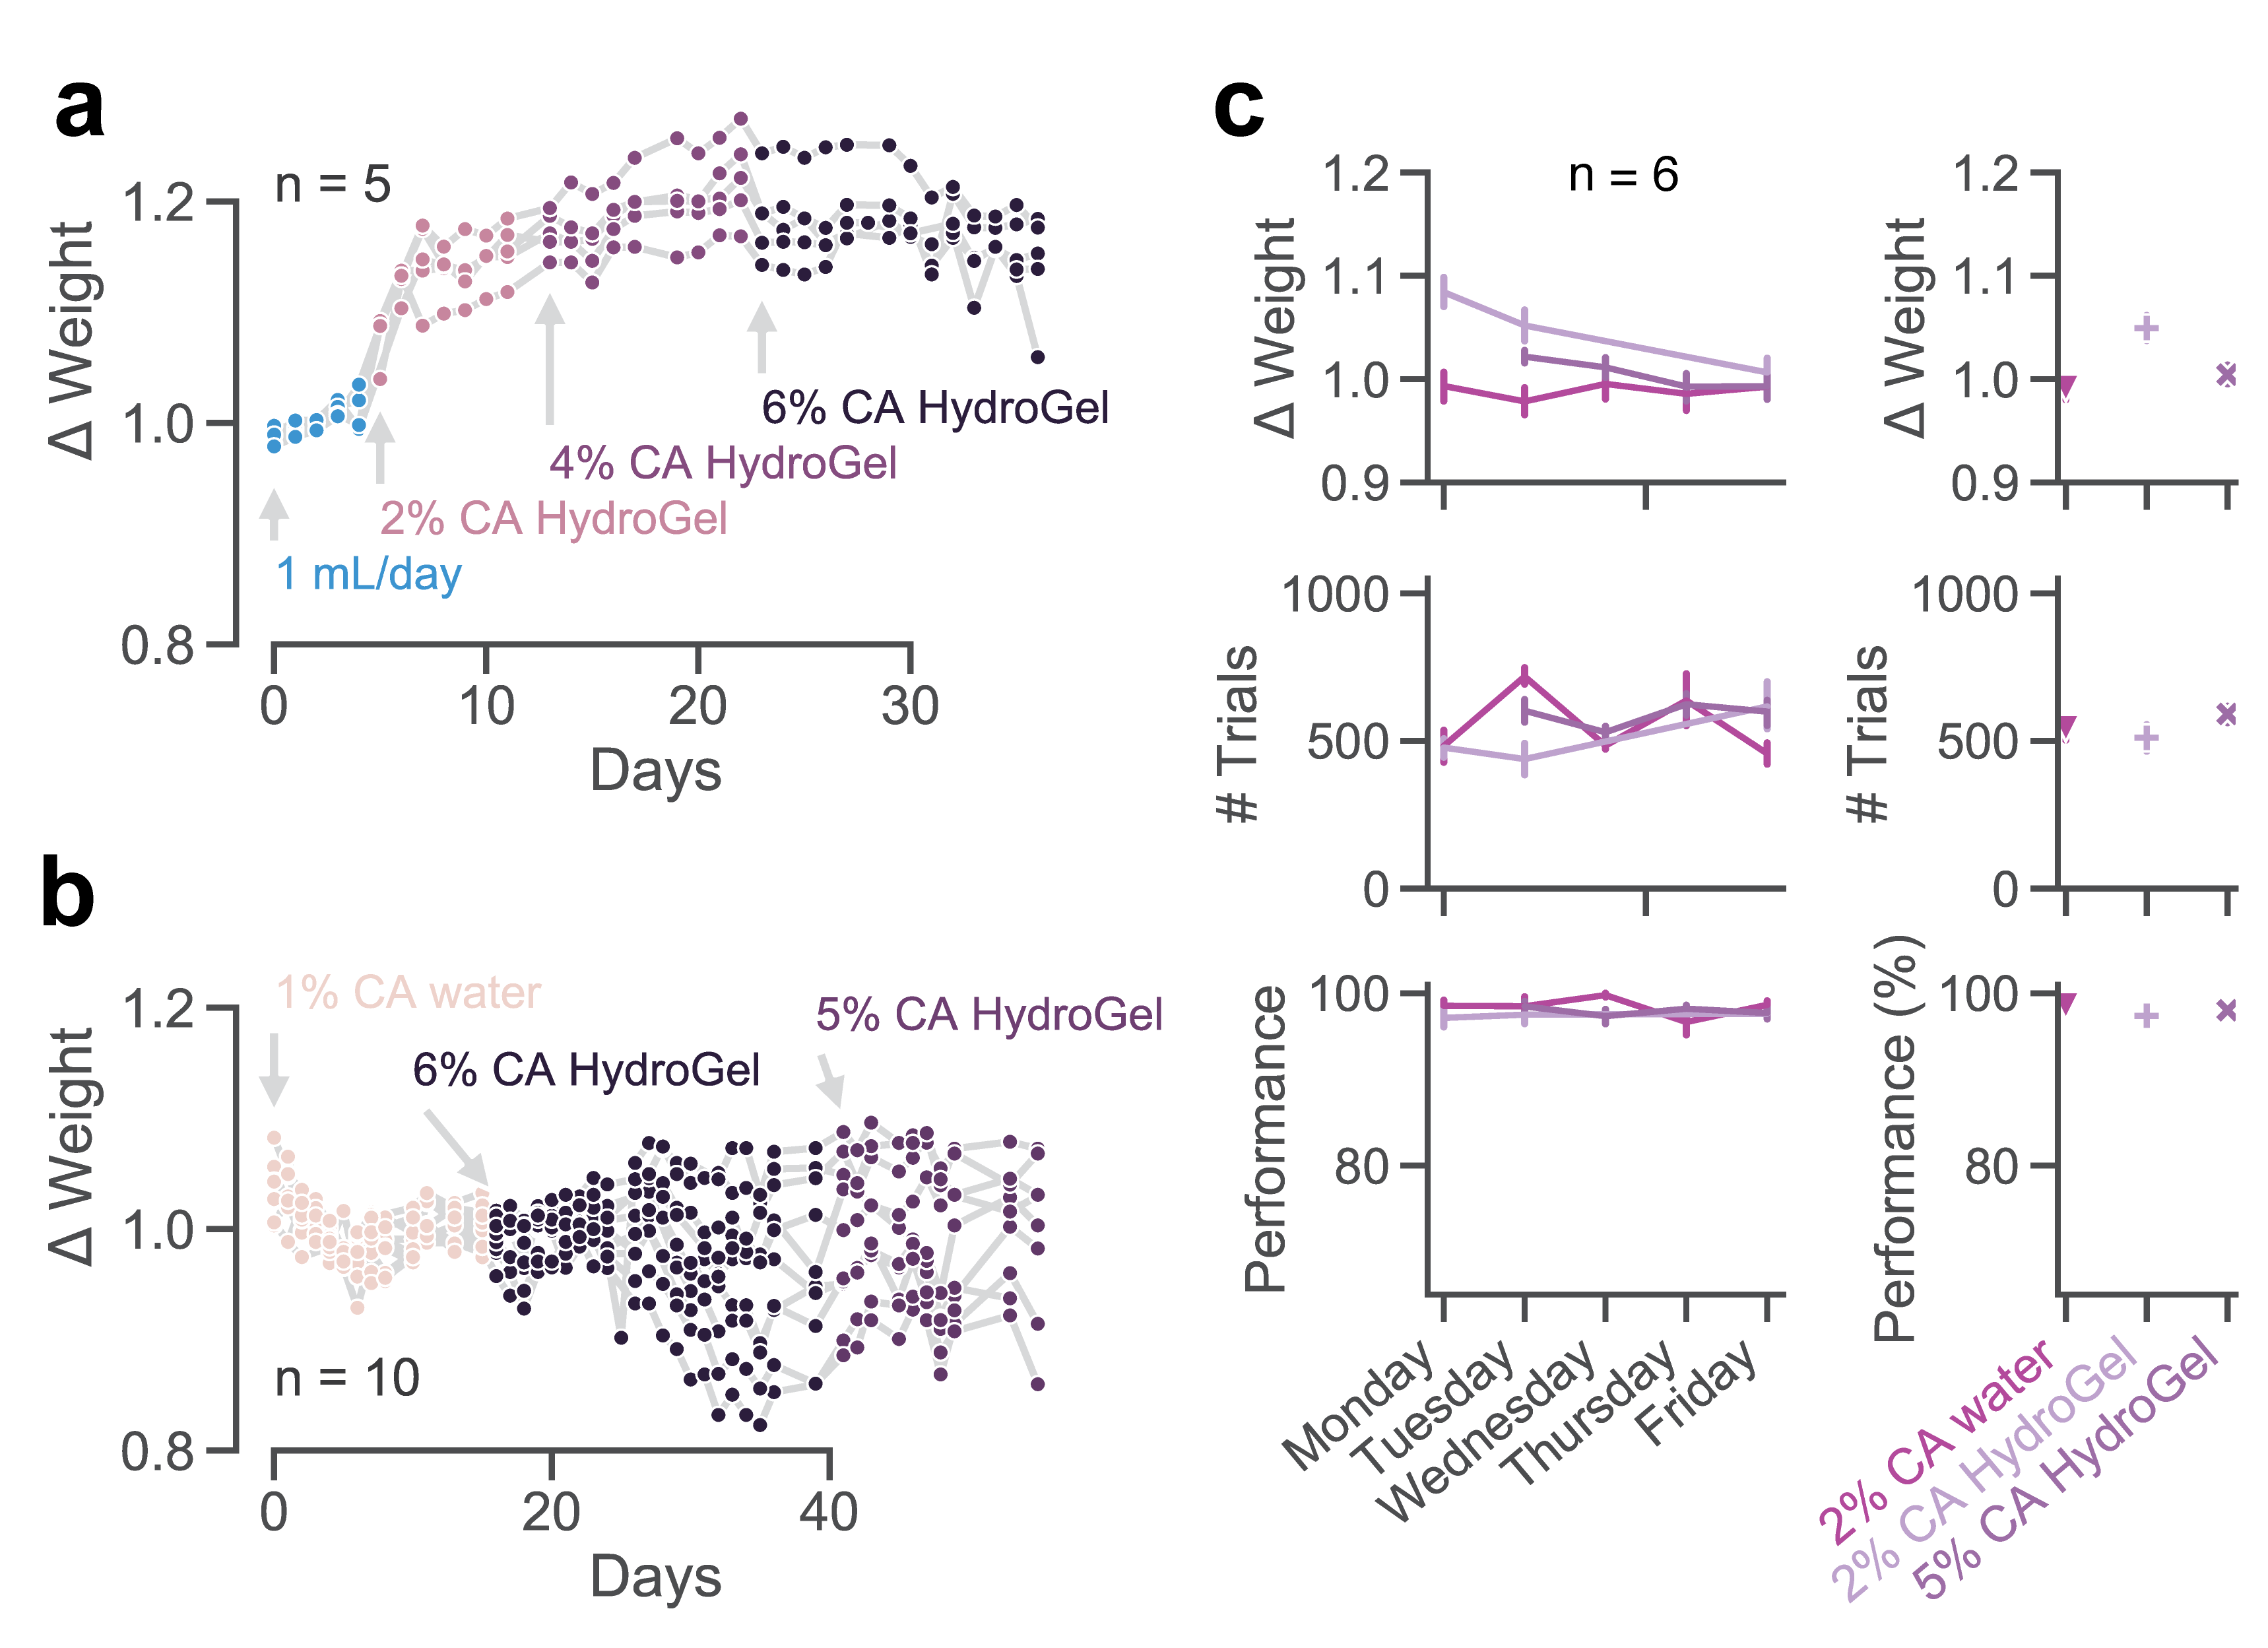 a
n = 5
Δ Weight
1.2
1.0
0.8
6% CA HydroGel
4% CA HydroGel
2% CA HydroGel
1 mL/day
0
10
20
30
Days
b
Δ Weight
1.2
1.0
0.8
1% CA water
6% CA HydroGel
5% CA HydroGel
n = 10
0
20
40
Days
c
n = 6
Δ Weight
1.2
1.1
1.0
0.9
Δ Weight
1.2
1.1
1.0
0.9
# Trials
1000
500
0
# Trials
1000
500
0
Performance
100
80
Performance (%)
100
80
Monday
Tuesday
Wednesday
Thursday
Friday
2% CA water
2% CA HydroGel
5% CA HydroGel